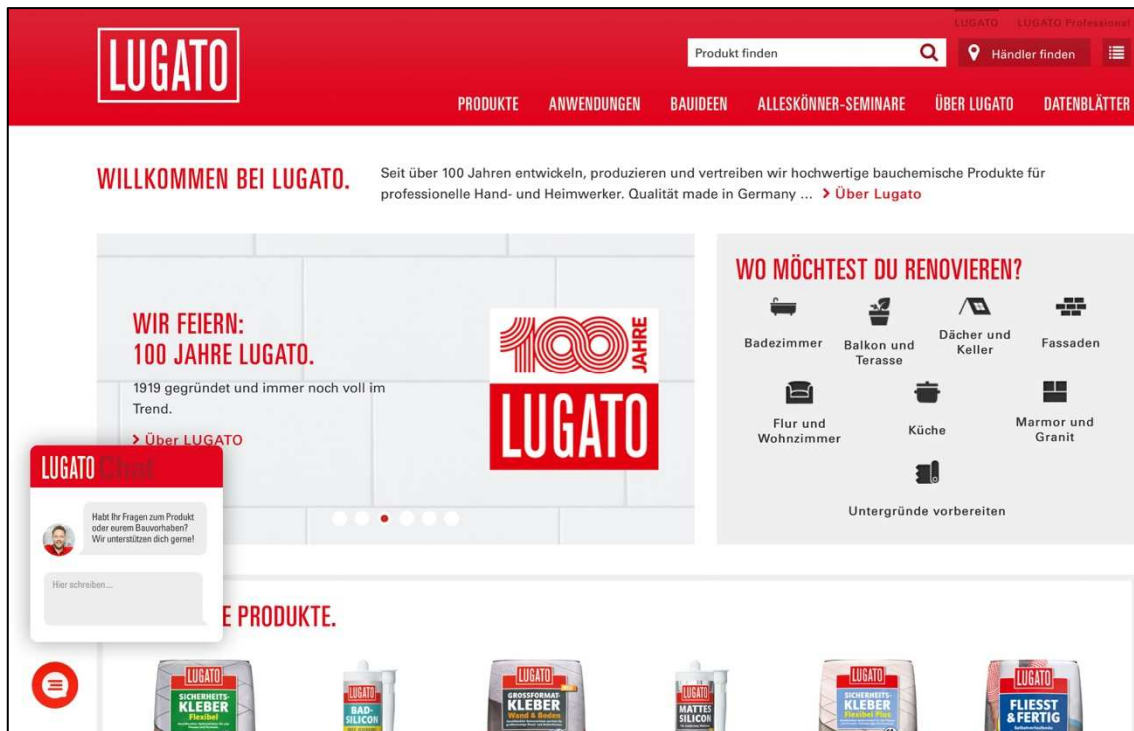 LUGATO LUGATO Professional
LUGATO
Produkt finden
Händler finden
PRODUKTE ANWENDUNGEN BAUIDEEN ALLESKÖNNER-SEMINARE ÜBER LUGATO DATENBLÄTTER
WILLKOMMEN BEI LUGATO.
Seit über 100 Jahren entwickeln, produzieren und vertreiben wir hochwertige bauchemische Produkte für
professionelle Hand- und Heimwerker. Qualität made in Germany ... > Über Lugato
WIR FEIERN:
100 JAHRE LUGATO.
1919 gegründet und immer noch voll im
Trend.
> Über LUGATO
100 JAHRE
LUGATO
WO MÖCHTEST DU RENOVIEREN?
Badezimmer
Balkon und
Terasse
Dächer und
Keller
Fassaden
Flur und
Wohnzimmer
Küche
Marmor und
Granit
Untergründe vorbereiten
LUGATO Chat
Habt Ihr Fragen zum Produkt
oder eurem Bauvorhaben?
Wir unterstützen dich gerne!
Hier schreiben...
E PRODUKTE.
LUGATO
SICHERHEITS-
KLEBER
Flexibel
LUGATO
BAD-
SILICON
LUGATO
GROSSFORMAT-
KLEBER
Wand & Boden
LUGATO
MATTES
SILICON
LUGATO
SICHERHEITS-
KLEBER
Flexibel Plus
LUGATO
FLIESST
& FERTIG